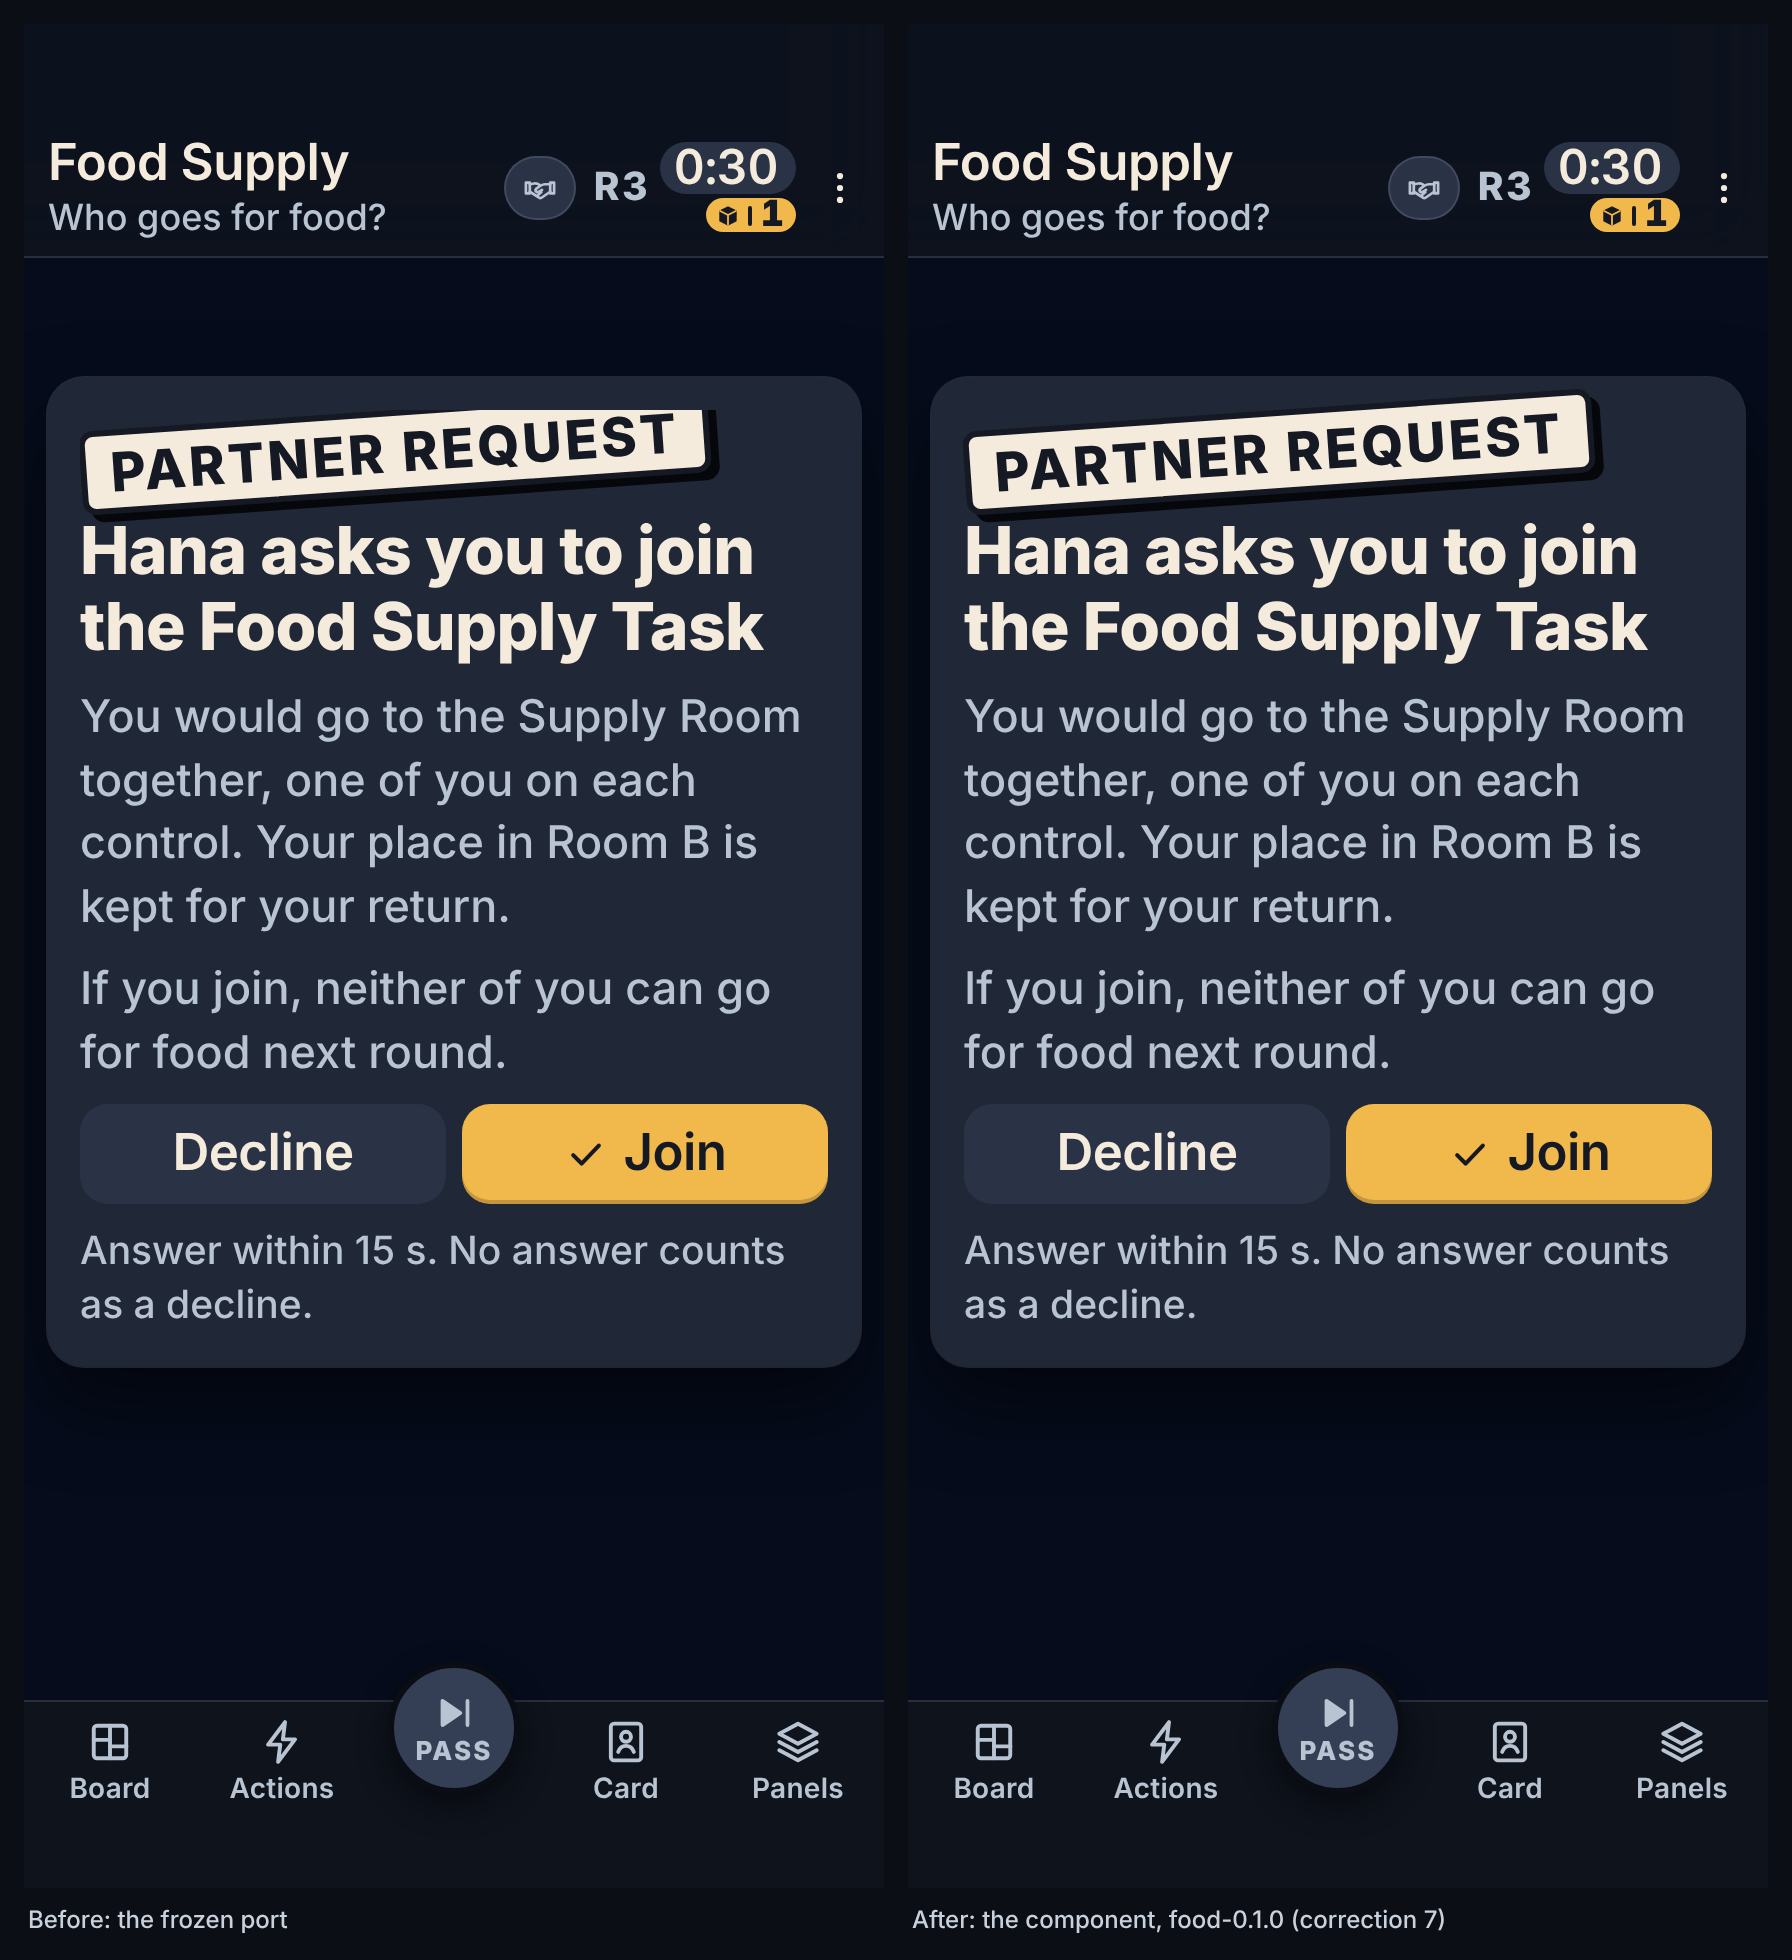 Food Supply
Who goes for food?
R3
0:30
1
PARTNER REQUEST
Hana asks you to join
the Food Supply Task
You would go to the Supply Room
together, one of you on each
control. Your place in Room B is
kept for your return.
If you join, neither of you can go
for food next round.
Decline
Join
Answer within 15 s. No answer counts
as a decline.
Board
Actions
PASS
Card
Panels
Before: the frozen port
Food Supply
Who goes for food?
R3
0:30
1
PARTNER REQUEST
Hana asks you to join
the Food Supply Task
You would go to the Supply Room
together, one of you on each
control. Your place in Room B is
kept for your return.
If you join, neither of you can go
for food next round.
Decline
Join
Answer within 15 s. No answer counts
as a decline.
Board
Actions
PASS
Card
Panels
After: the component, food-0.1.0 (correction 7)